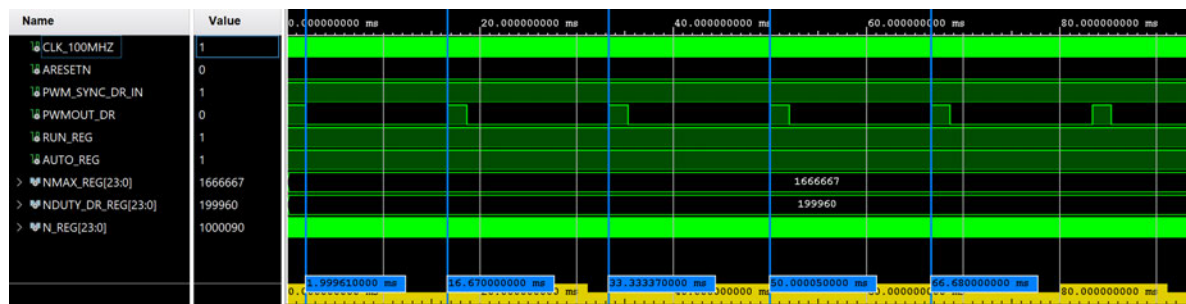 Name Value 0.000000000 ms 20.000000000 ms 40.000000000 ms 60.000000000 ms 80.000000000 ms
CLK_100MHZ 1
ARESETN 0
PWM_SYNC_DR_IN 1
PWMOUT_DR 0
RUN_REG 1
AUTO_REG 1
> NMAX_REG[23:0] 1666667 1666667
> NDUTY_DR_REG[23:0] 199960 199960
> N_REG[23:0] 1000090
1.999610000 ms 16.670000000 ms 33.333370000 ms 50.000050000 ms 66.680000000 ms
80.000000000 ms